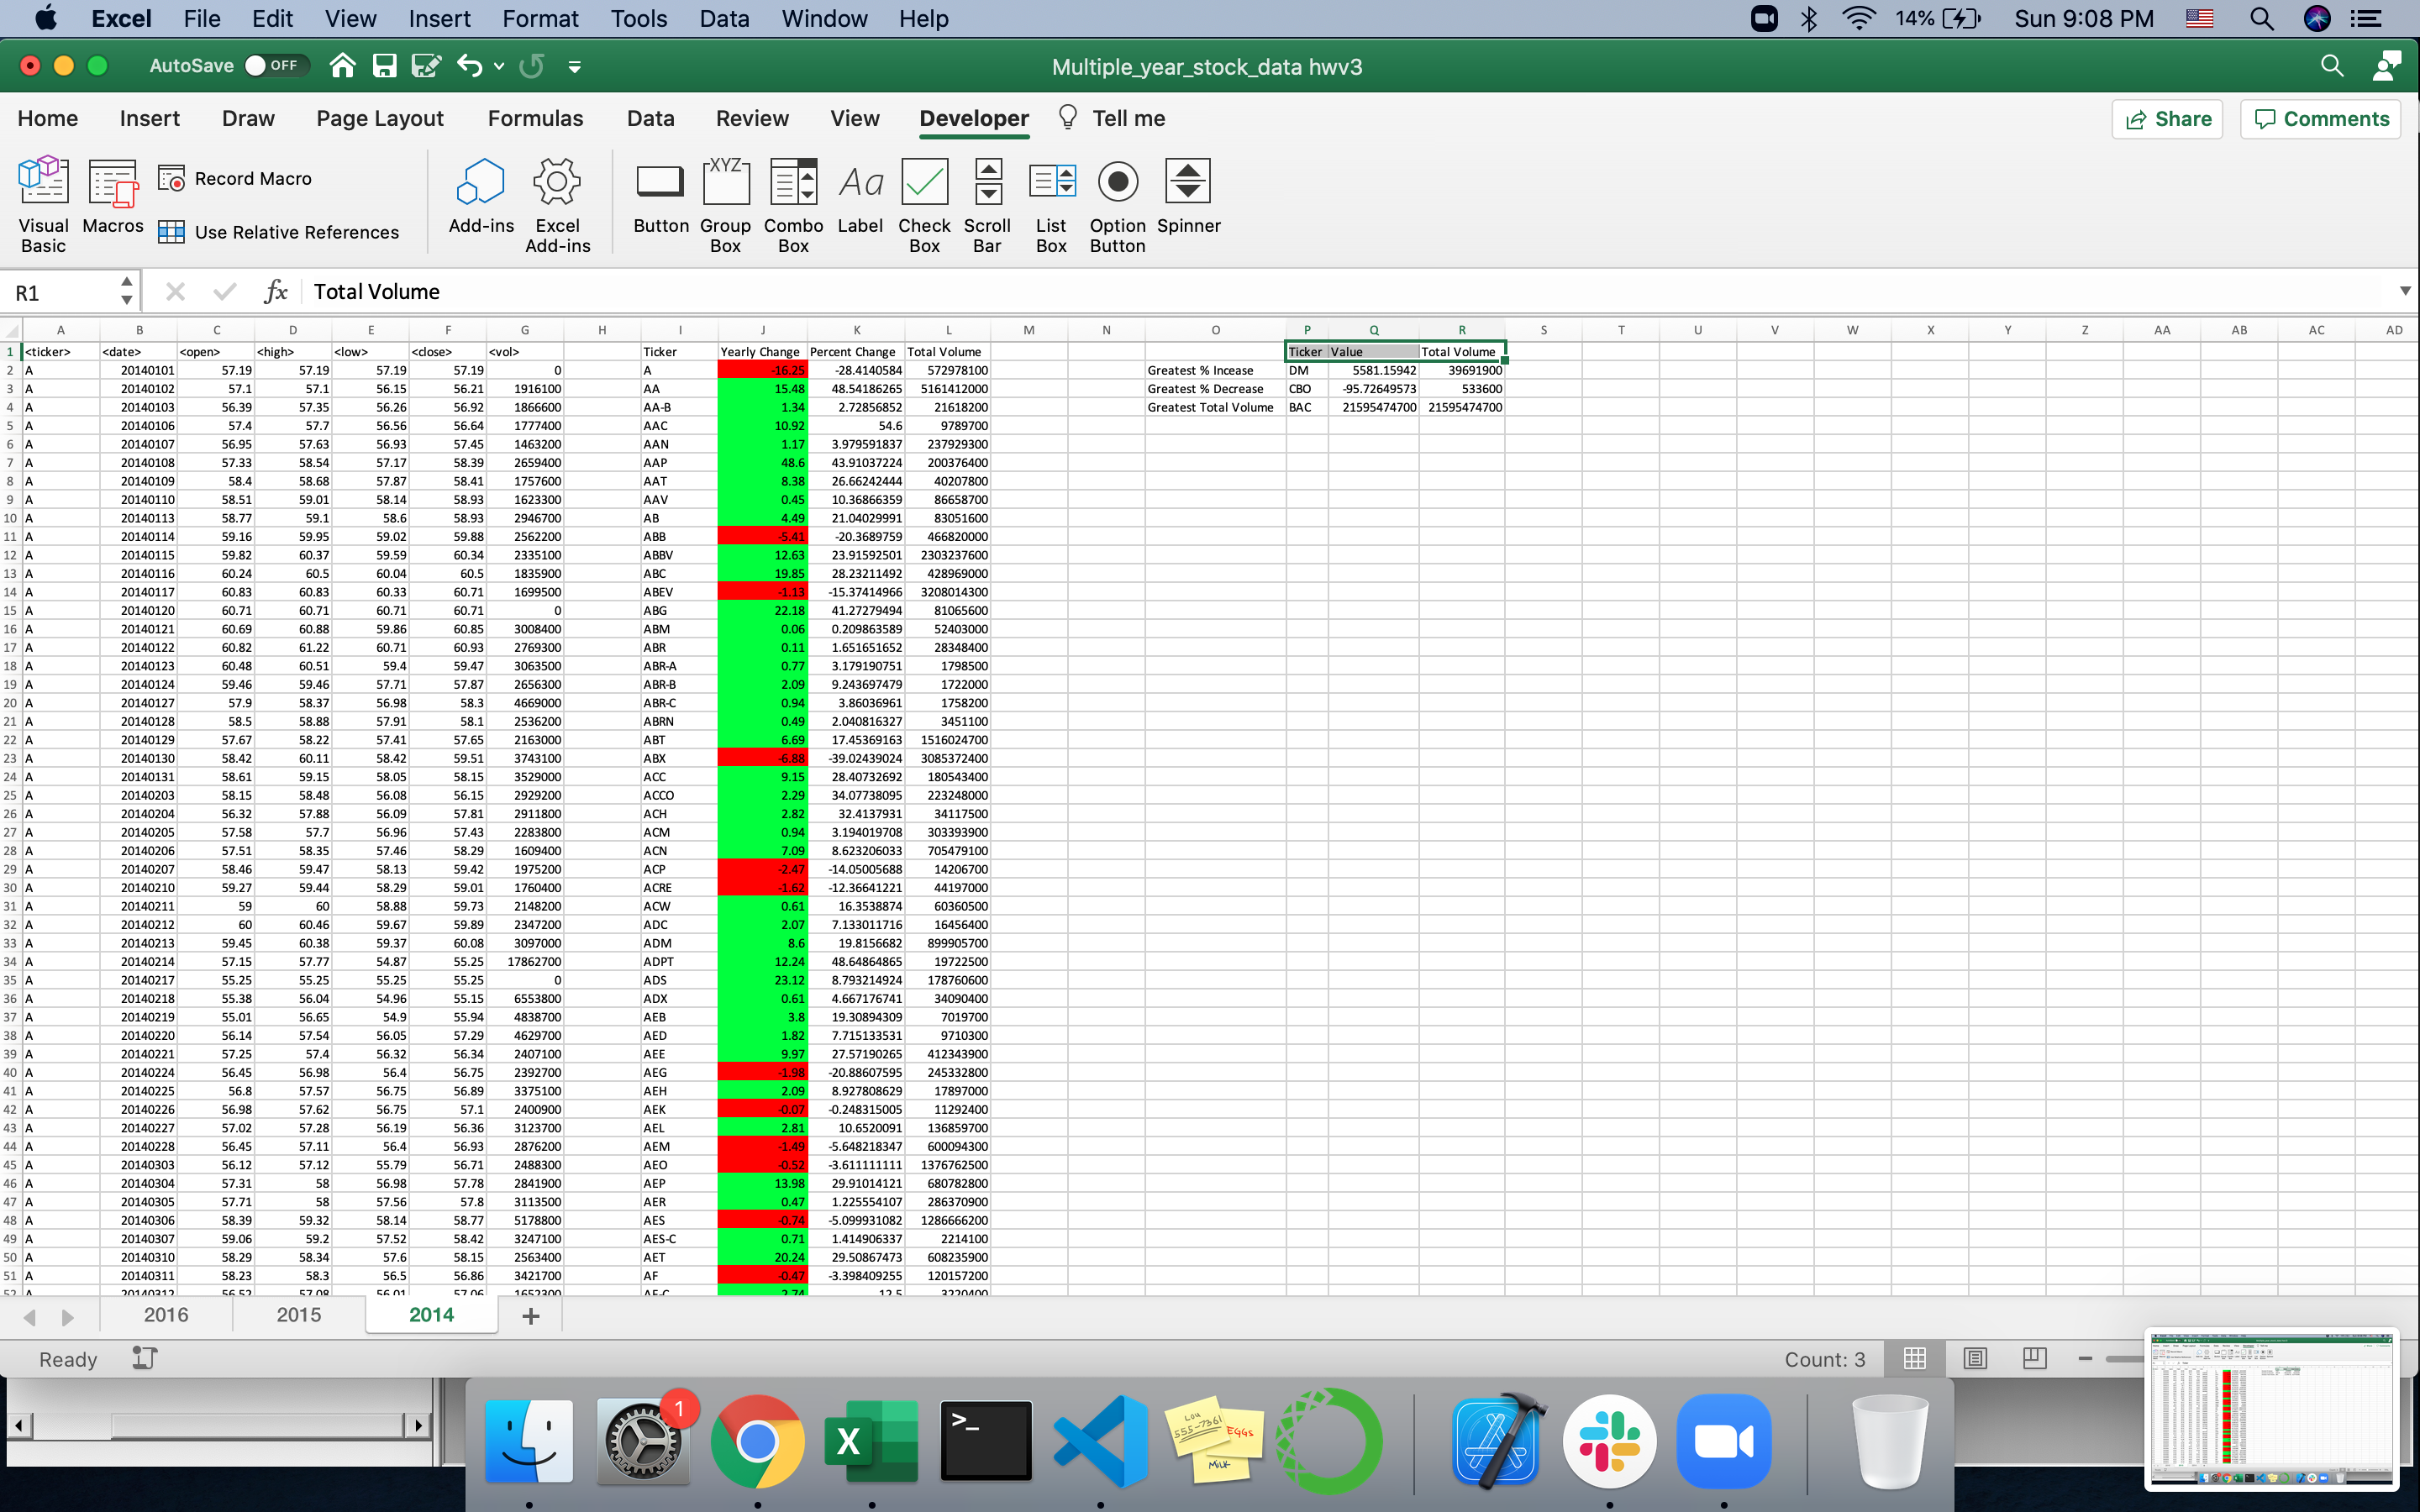 Excel File Edit View Insert Format Tools Data Window Help 14% Sun 9:08 PM
AutoSave OFF Multiple_year_stock_data hwv3
Home Insert Draw Page Layout Formulas Data Review View Developer Tell me Share Comments
Visual Basic Macros Record Macro Use Relative References Add-ins Excel Add-ins Button XYZ Group Box Combo Box Aa Label Check Box Scroll Bar List Box Option Button Spinner
R1 fx Total Volume
A B C D E F G H I J K L M N O P Q R S T U V W X Y Z AA AB AC AD
1 <ticker> <date> <open> <high> <low> <close> <vol> Ticker Yearly Change Percent Change Total Volume Ticker Value Total Volume
2 A 20140101 57.19 57.19 57.19 57.19 0 A -16.25 -28.4140584 572978100 Greatest % Incease DM 5581.15942 39691900
3 A 20140102 57.1 57.1 56.15 56.21 1916100 AA 15.48 48.54186265 5161412000 Greatest % Decrease CBO -95.72649573 533600
4 A 20140103 56.39 57.35 56.26 56.92 1866600 AA-B 1.34 2.72856852 21618200 Greatest Total Volume BAC 21595474700 21595474700
5 A 20140106 57.4 57.7 56.56 56.64 1777400 AAC 10.92 54.6 9789700
6 A 20140107 56.95 57.63 56.93 57.45 1463200 AAN 1.17 3.979591837 237929300
7 A 20140108 57.33 58.54 57.17 58.39 2659400 AAP 48.6 43.91037224 200376400
8 A 20140109 58.4 58.68 57.87 58.41 1757600 AAT 8.38 26.66242444 40207800
9 A 20140110 58.51 59.01 58.14 58.93 1623300 AAV 0.45 10.36866359 86658700
10 A 20140113 58.77 59.1 58.6 58.93 2946700 AB 4.49 21.04029991 83051600
11 A 20140114 59.16 59.95 59.02 59.88 2562200 ABB -5.41 -20.3689759 466820000
12 A 20140115 59.82 60.37 59.59 60.34 2335100 ABBV 12.63 23.91592501 2303237600
13 A 20140116 60.24 60.5 60.04 60.5 1835900 ABC 19.85 28.23211492 428969000
14 A 20140117 60.83 60.83 60.33 60.71 1699500 ABEV -1.13 -15.37414966 3208014300
15 A 20140120 60.71 60.71 60.71 60.71 0 ABG 22.18 41.27279494 81065600
16 A 20140121 60.69 60.88 59.86 60.85 3008400 ABM 0.06 0.209863589 52403000
17 A 20140122 60.82 61.22 60.71 60.93 2769300 ABR 0.11 1.651651652 28348400
18 A 20140123 60.48 60.51 59.4 59.47 3063500 ABR-A 0.77 3.179190751 1798500
19 A 20140124 59.46 59.46 57.71 57.87 2656300 ABR-B 2.09 9.243697479 1722000
20 A 20140127 57.9 58.37 56.98 58.3 4669000 ABR-C 0.94 3.86036961 1758200
21 A 20140128 58.5 58.88 57.91 58.1 2536200 ABRN 0.49 2.040816327 3451100
22 A 20140129 57.67 58.22 57.41 57.65 2163000 ABT 6.69 17.45369163 1516024700
23 A 20140130 58.42 60.11 58.42 59.51 3743100 ABX -6.88 -39.02439024 3085372400
24 A 20140131 58.61 59.15 58.05 58.15 3529000 ACC 9.15 28.40732692 180543400
25 A 20140203 58.15 58.48 56.08 56.15 2929200 ACCO 2.29 34.07738095 223248000
26 A 20140204 56.32 57.88 56.09 57.81 2911800 ACH 2.82 32.4137931 34117500
27 A 20140205 57.58 57.7 56.96 57.43 2283800 ACM 0.94 3.194019708 303393900
28 A 20140206 57.51 58.35 57.46 58.29 1609400 ACN 7.09 8.623206033 705479100
29 A 20140207 58.46 59.47 58.13 59.42 1975200 ACP -2.47 -14.05005688 14206700
30 A 20140210 59.27 59.44 58.29 59.01 1760400 ACRE -1.62 -12.36641221 44197000
31 A 20140211 59 60 58.88 59.73 2148200 ACW 0.61 16.3538874 60360500
32 A 20140212 60 60.46 59.67 59.89 2347200 ADC 2.07 7.133011716 16456400
33 A 20140213 59.45 60.38 59.37 60.08 3097000 ADM 8.6 19.8156682 899905700
34 A 20140214 57.15 57.77 54.87 55.25 17862700 ADPT 12.24 48.64864865 19722500
35 A 20140217 55.25 55.25 55.25 55.25 0 ADS 23.12 8.793214924 178760600
36 A 20140218 55.38 56.04 54.96 55.15 6553800 ADX 0.61 4.667176741 34090400
37 A 20140219 55.01 56.65 54.9 55.94 4838700 AEB 3.8 19.30894309 7019700
38 A 20140220 56.14 57.54 56.05 57.29 4629700 AED 1.82 7.715133531 9710300
39 A 20140221 57.25 57.4 56.32 56.34 2407100 AEE 9.97 27.57190265 412343900
40 A 20140224 56.45 56.98 56.4 56.75 2392700 AEG -1.98 -20.88607595 245332800
41 A 20140225 56.8 57.57 56.75 56.89 3375100 AEH 2.09 8.927808629 17897000
42 A 20140226 56.98 57.62 56.75 57.1 2400900 AEK -0.07 -0.248315005 11292400
43 A 20140227 57.02 57.28 56.19 56.36 3123700 AEL 2.81 10.6520091 136859700
44 A 20140228 56.45 57.11 56.4 56.93 2876200 AEM -1.49 -5.648218347 600094300
45 A 20140303 56.12 57.12 55.79 56.71 2488300 AEO -0.52 -3.611111111 1376762500
46 A 20140304 57.31 58 56.98 57.78 2841900 AEP 13.98 29.91014121 680782800
47 A 20140305 57.71 58 57.56 57.8 3113500 AER 0.47 1.225554107 286370900
48 A 20140306 58.39 59.32 58.14 58.77 5178800 AES -0.74 -5.099931082 1286666200
49 A 20140307 59.06 59.2 57.52 58.42 3247100 AES-C 0.71 1.414906337 2214100
50 A 20140310 58.29 58.34 57.6 58.15 2563400 AET 20.24 29.50867473 608235900
51 A 20140311 58.23 58.3 56.5 56.86 3421700 AF -0.47 -3.398409255 120157200
52 A 20140312 56.52 57.08 56.01 57.06 1652300 AF-C 2.74 12.5 3220400
2016 2015 2014
Ready Count: 3
1
LOU
555-7361
EGGS
MILK